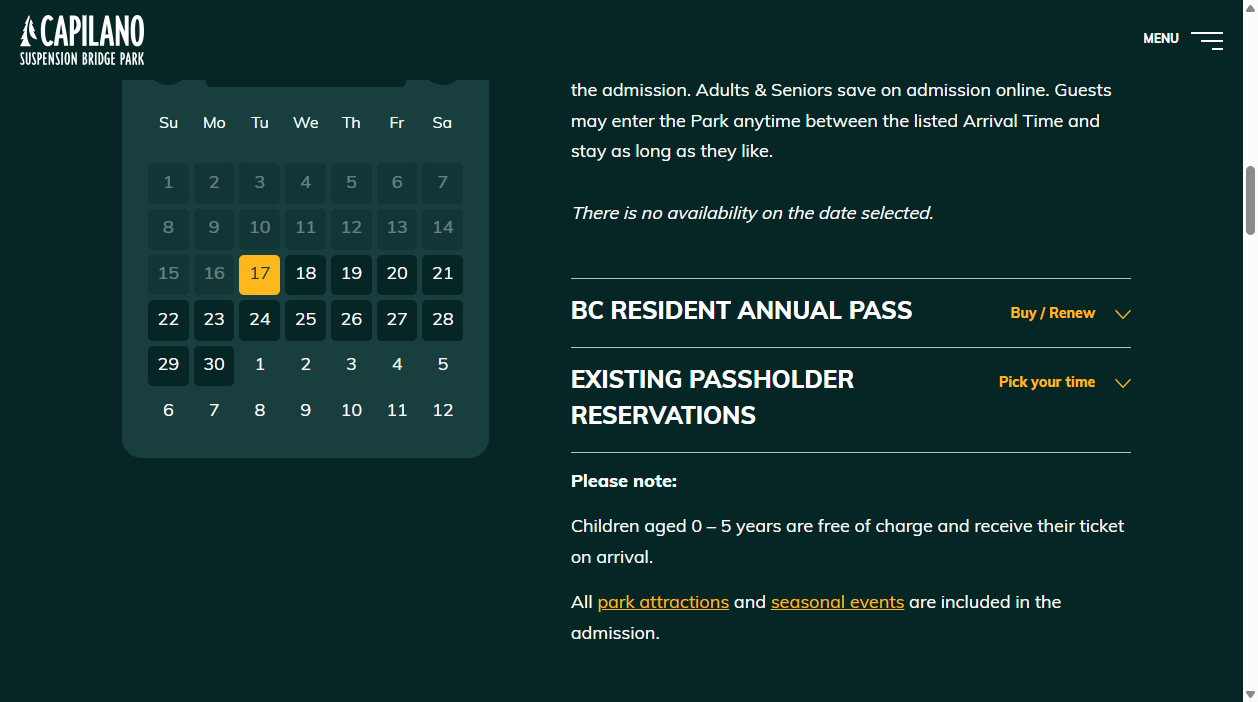 CAPILANO
SUSPENSION BRIDGE PARK
MENU
Su Mo Tu We Th Fr Sa
1 2 3 4 5 6 7
8 9 10 11 12 13 14
15 16 17 18 19 20 21
22 23 24 25 26 27 28
29 30 1 2 3 4 5
6 7 8 9 10 11 12
the admission. Adults & Seniors save on admission online. Guests
may enter the Park anytime between the listed Arrival Time and
stay as long as they like.
There is no availability on the date selected.
BC RESIDENT ANNUAL PASS
Buy / Renew
EXISTING PASSHOLDER
RESERVATIONS
Pick your time
Please note:
Children aged 0 – 5 years are free of charge and receive their ticket
on arrival.
All park attractions and seasonal events are included in the
admission.